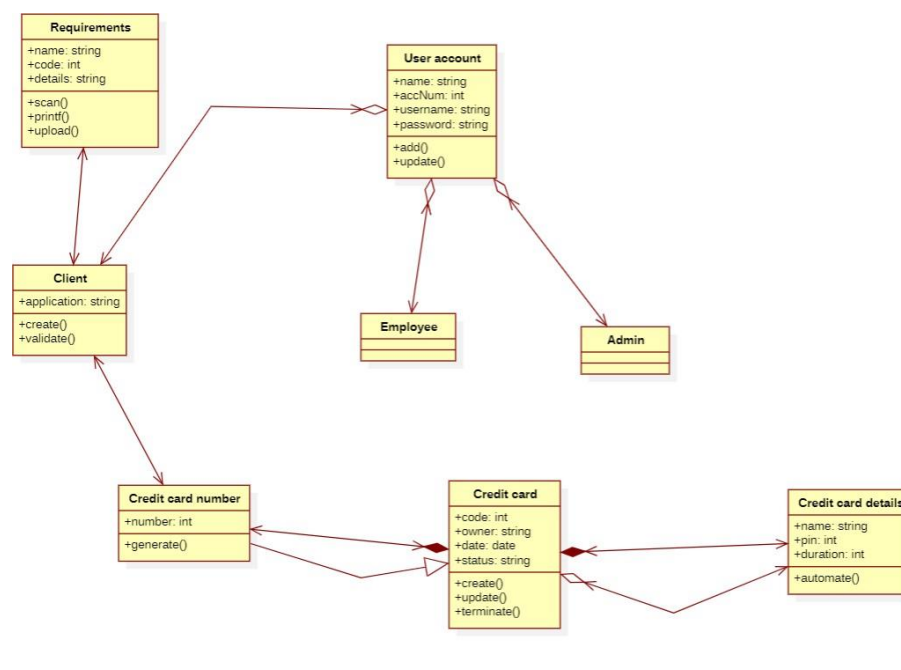 Requirements
+name: string
+code: int
+details: string
+scan()
+printf()
+upload()
User account
+name: string
+accNum: int
+username: string
+password: string
+add()
+update()
Client
+application: string
+create()
+validate()
Employee
Admin
Credit card number
+number: int
+generate()
Credit card
+code: int
+owner: string
+date: date
+status: string
+create()
+update()
+terminate()
Credit card details
+name: string
+pin: int
+duration: int
+automate()